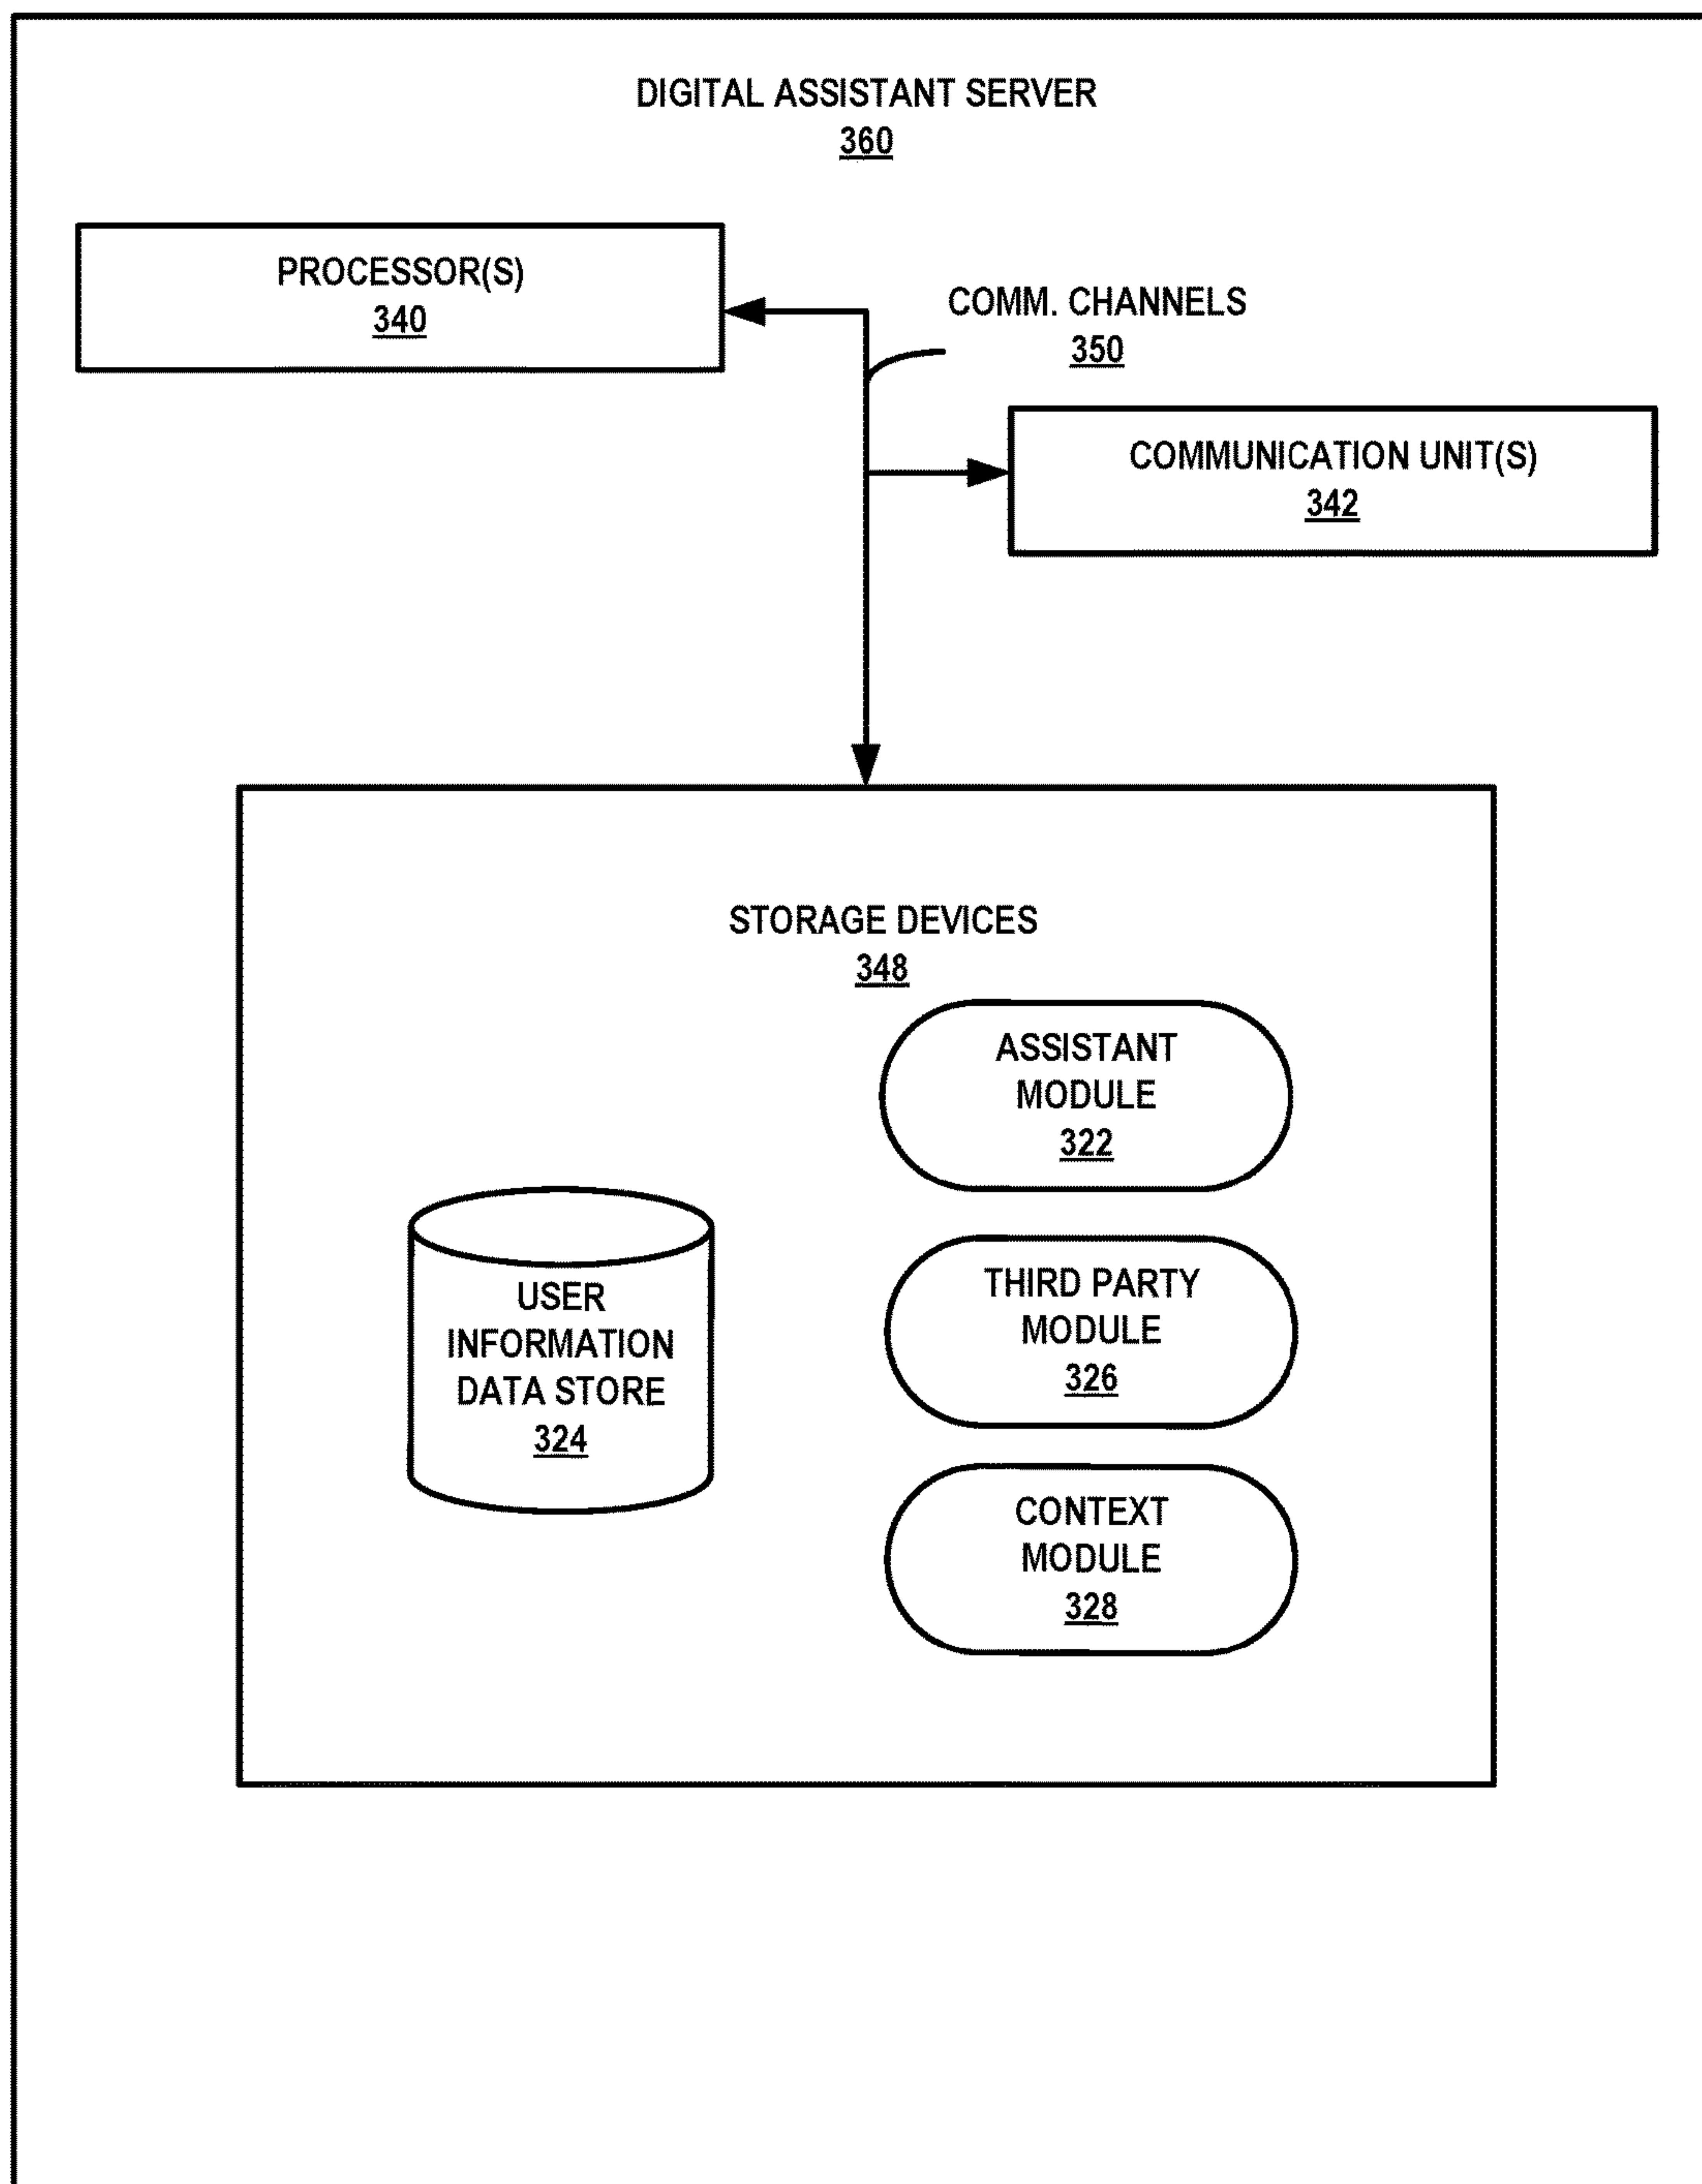 DIGITAL ASSISTANT SERVER
360
PROCESSOR(S)
340
COMM. CHANNELS
350
COMMUNICATION UNIT(S)
342
STORAGE DEVICES
348
ASSISTANT
MODULE
322
USER
INFORMATION
DATA STORE
324
THIRD PARTY
MODULE
326
CONTEXT
MODULE
328